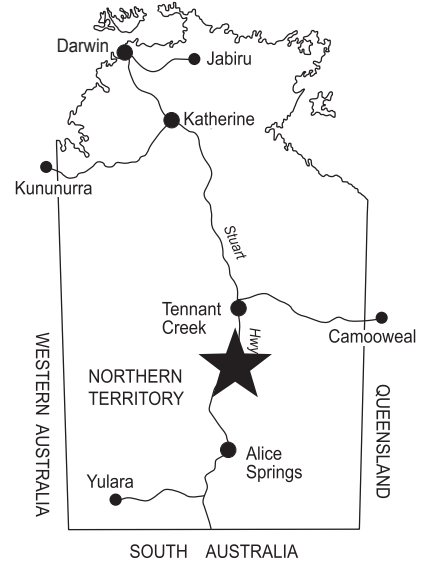 Darwin
Jabiru
Katherine
Kununurra
Stuart
Tennant
Creek
Hwy
Camooweal
WESTERN AUSTRALIA
NORTHERN
TERRITORY
QUEENSLAND
Alice
Springs
Yulara
SOUTH AUSTRALIA